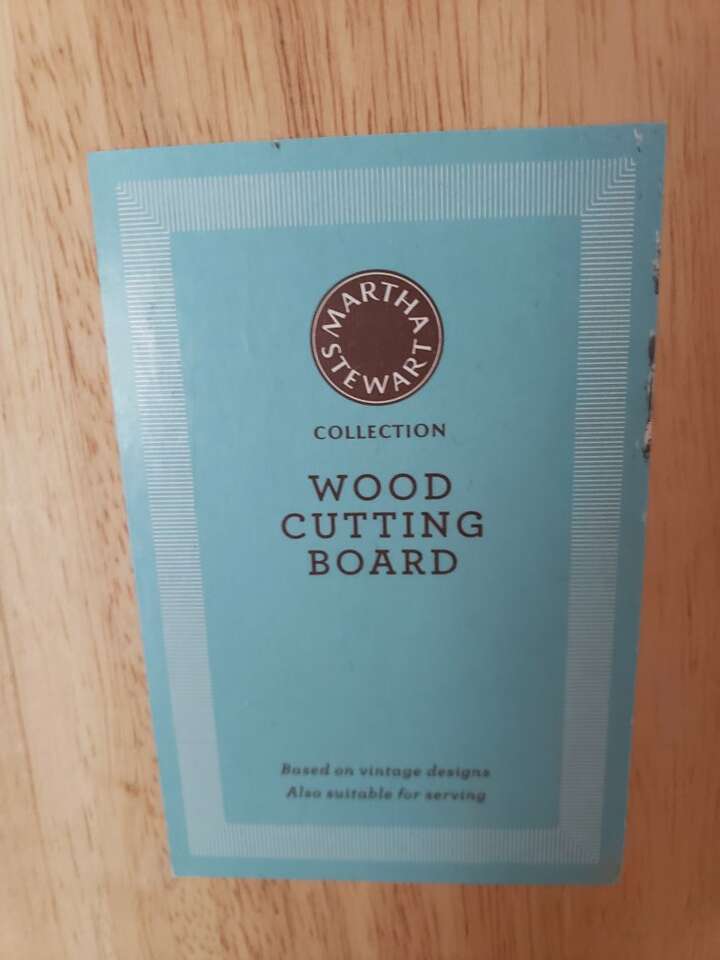 MARTHA
STEWART
COLLECTION
WOOD
CUTTING
BOARD
Based on vintage designs
Also suitable for serving